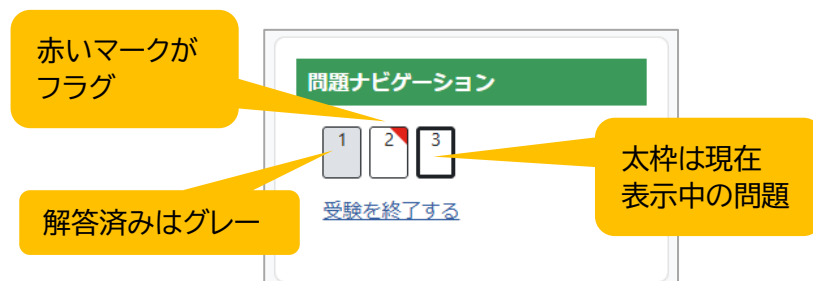 赤いマークが
フラグ
問題ナビゲーション
1 2 3
太枠は現在
表示中の問題
解答済みはグレー
受験を終了する